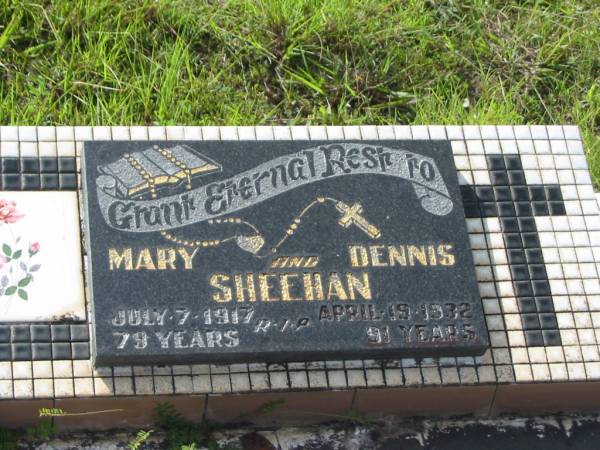 Grant Eternal Rest to
MARY AND DENNIS
SHEEHAN
JULY·7·1917 R·I·P APRIL·19·1932
79 YEARS 91 YEARS